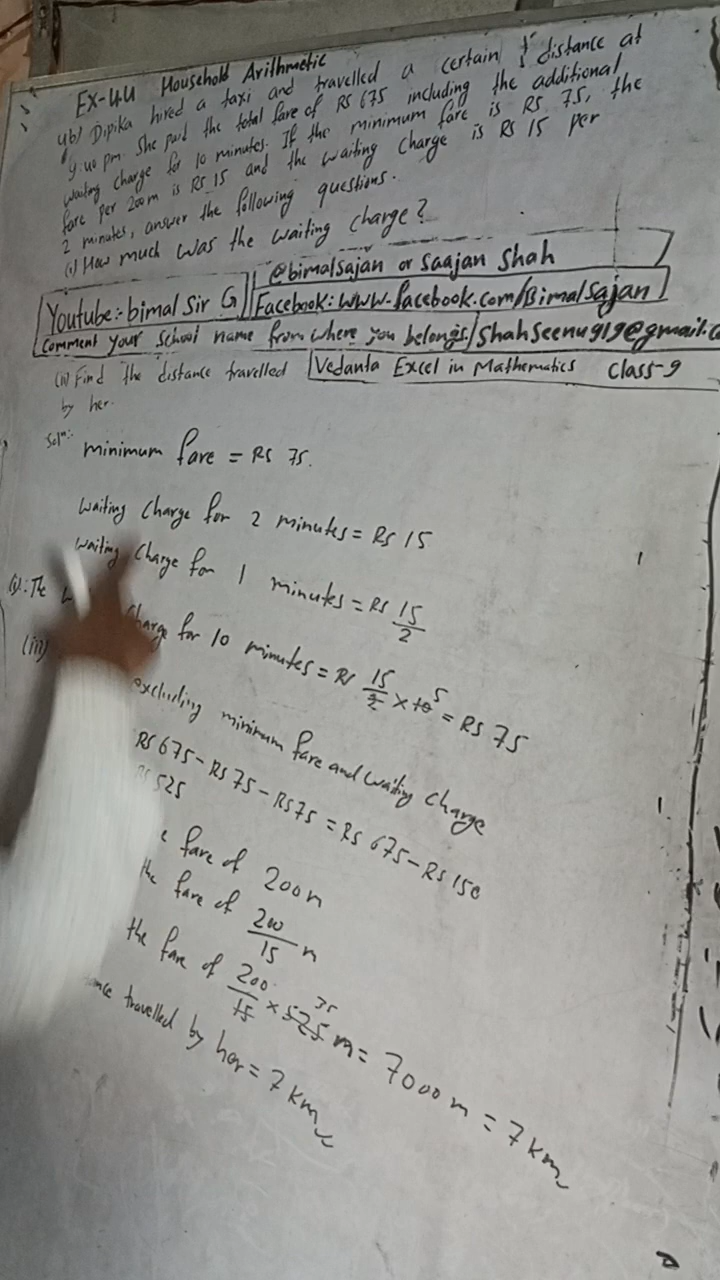 Ex-4.4 Household Arithmetic
4b) Dipika hired a taxi and travelled a certain distance at
9:40 pm. She paid the total fare of RS 675 including the additional
waiting charge for 10 minutes. If the minimum fare is RS 75, the
fare per 200m is RS 15 and the waiting charge is RS 15 per
2 minutes, answer the following questions.
(i) How much was the waiting charge?
@bimalsajan or Saajan Shah
Youtube:- bimal Sir G
Facebook: WWW.facebook.com/Bimalsajan
Comment your School name from where you belongs/ShahSeenu919@gmail.c
(ii) Find the distance travelled
by her.
Vedanta Excel in Mathematics Class-9
Solⁿ:-
minimum fare = RS 75.
Waiting Charge for 2 minutes = RS 15
Waiting Charge for 1 minutes = RS 15/2
(i): The
Charge for 10 minutes = RS 15/2 × 10 5 = RS 75
(ii)
excluding minimum fare and waiting charge
RS 675 - RS 75 - RS 75 = RS 675 - RS 150
RS 525
fare of 200m
the fare of 200/15 m
the fare of 200/15 × 525 35 m = 7000 m = 7 km
travelled by her = 7 km